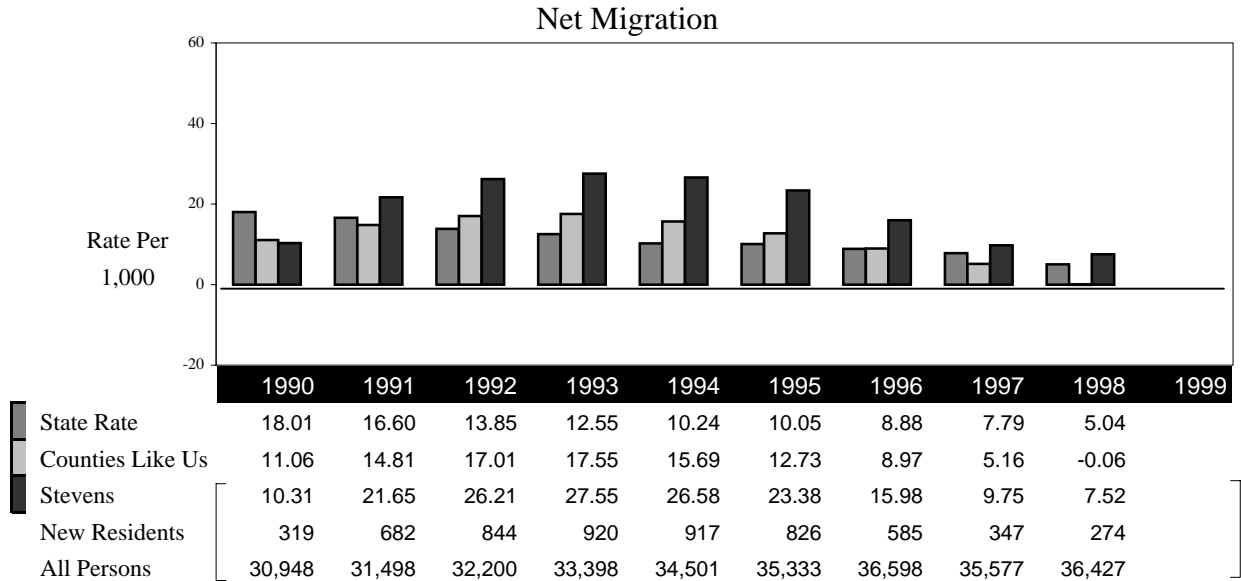 Net Migration
60
40
20
Rate Per
1,000
0
-20
1990 1991 1992 1993 1994 1995 1996 1997 1998 1999
State Rate 18.01 16.60 13.85 12.55 10.24 10.05 8.88 7.79 5.04
Counties Like Us 11.06 14.81 17.01 17.55 15.69 12.73 8.97 5.16 -0.06
Stevens 10.31 21.65 26.21 27.55 26.58 23.38 15.98 9.75 7.52
New Residents 319 682 844 920 917 826 585 347 274
All Persons 30,948 31,498 32,200 33,398 34,501 35,333 36,598 35,577 36,427